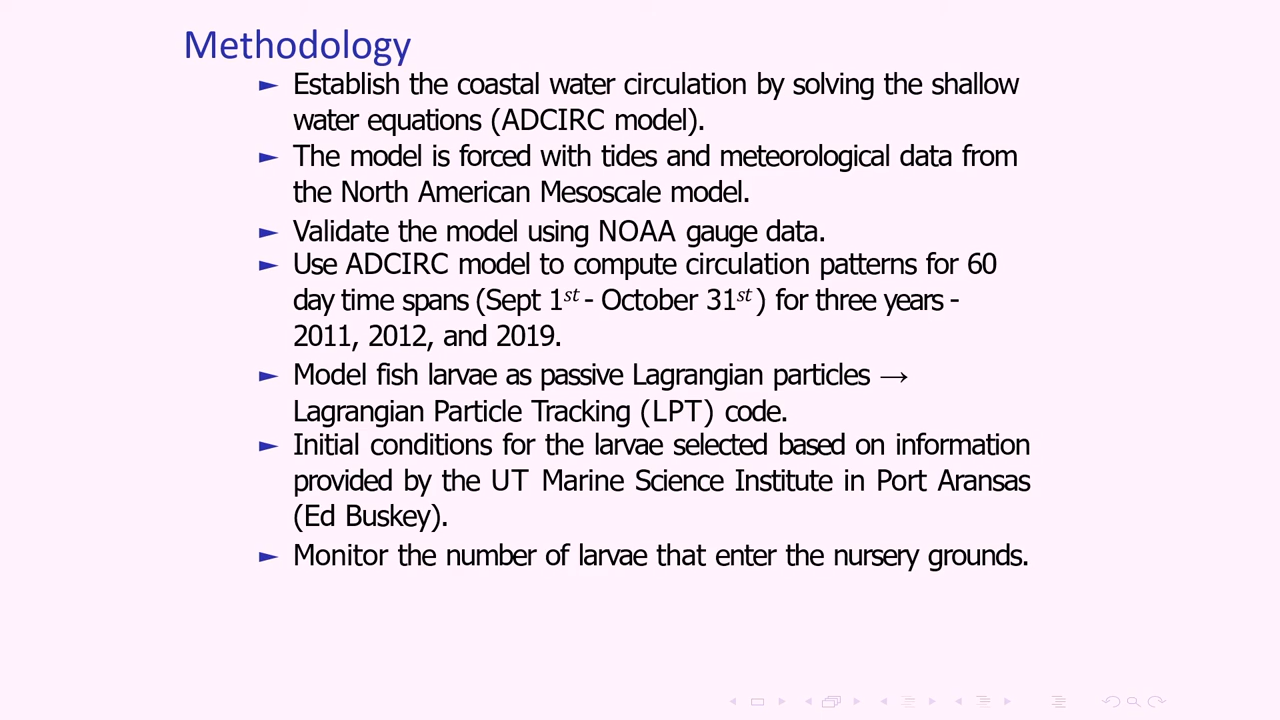 Methodology
► Establish the coastal water circulation by solving the shallow
water equations (ADCIRC model).
► The model is forced with tides and meteorological data from
the North American Mesoscale model.
► Validate the model using NOAA gauge data.
► Use ADCIRC model to compute circulation patterns for 60
day time spans (Sept 1st - October 31st) for three years -
2011, 2012, and 2019.
► Model fish larvae as passive Lagrangian particles →
Lagrangian Particle Tracking (LPT) code.
► Initial conditions for the larvae selected based on information
provided by the UT Marine Science Institute in Port Aransas
(Ed Buskey).
► Monitor the number of larvae that enter the nursery grounds.